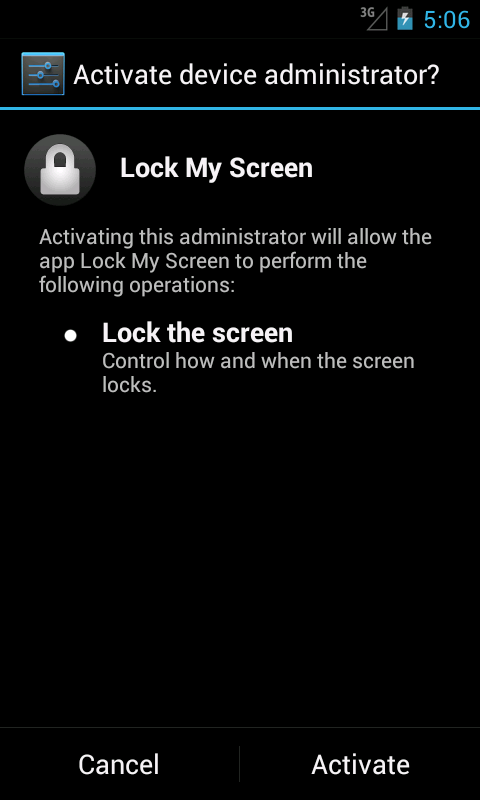 3G 5:06
Activate device administrator?
Lock My Screen
Activating this administrator will allow the
app Lock My Screen to perform the
following operations:
Lock the screen
Control how and when the screen
locks.
Cancel Activate